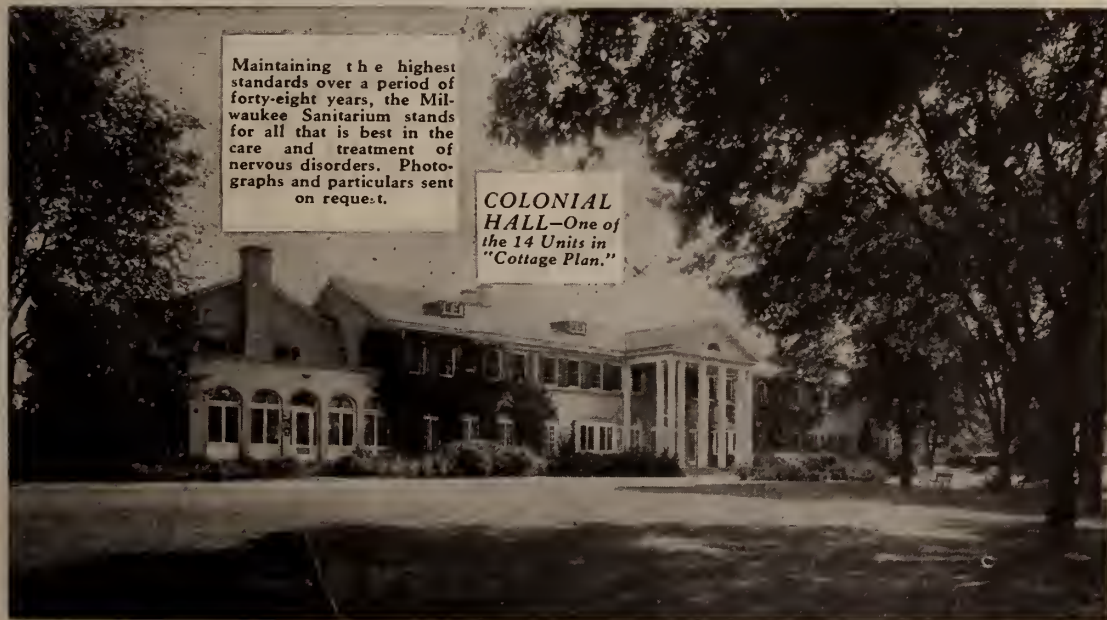 Maintaining the highest
standards over a period of
forty-eight years, the Mil-
waukee Sanitarium stands
for all that is best in the
care and treatment of
nervous disorders. Photo-
graphs and particulars sent
on request.
COLONIAL
HALL—One of
the 14 Units in
"Cottage Plan."